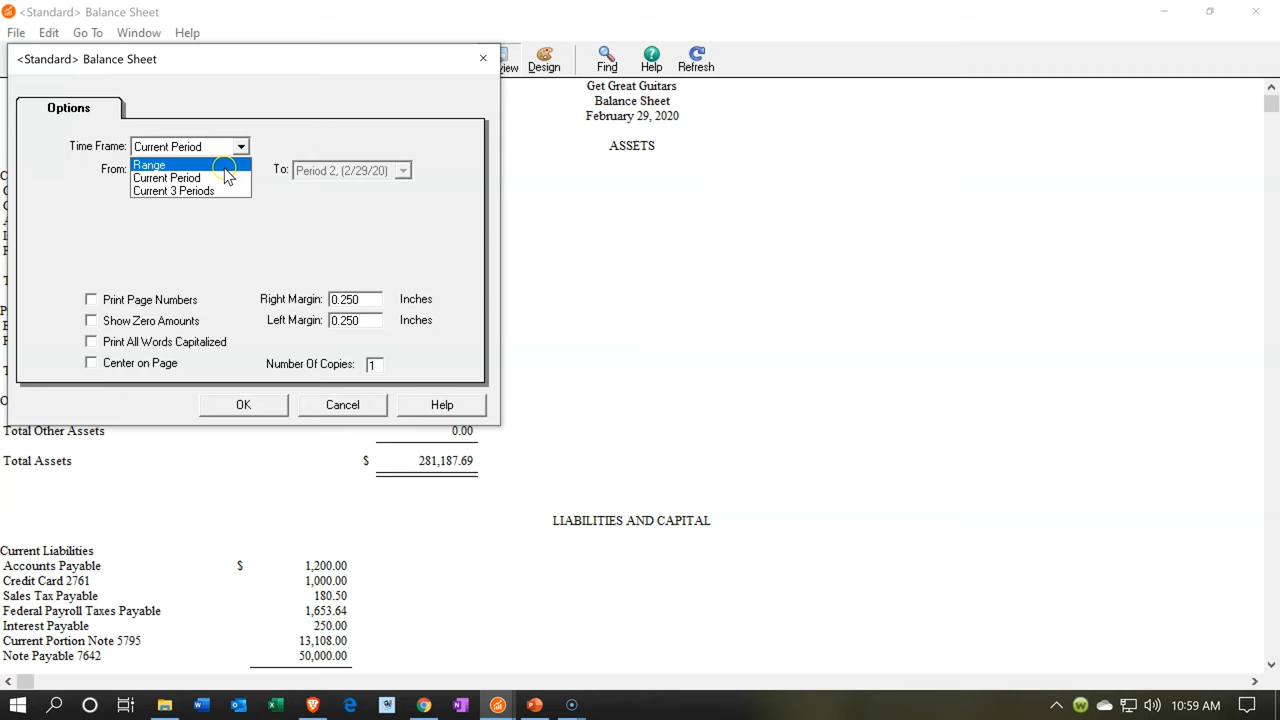 <Standard> Balance Sheet
File Edit Go To Window Help
<Standard> Balance Sheet
Design Find Help Refresh
Get Great Guitars
Balance Sheet
February 29, 2020
ASSETS
Options
Time Frame: Current Period
Range
From: To: Period 2, (2/29/20)
Current Period
Current 3 Periods
Print Page Numbers Right Margin: 0.250 Inches
Show Zero Amounts Left Margin: 0.250 Inches
Print All Words Capitalized
Center on Page Number Of Copies: 1
OK Cancel Help
Total Other Assets 0.00
Total Assets $ 281,187.69
LIABILITIES AND CAPITAL
Current Liabilities
Accounts Payable $ 1,200.00
Credit Card 2761 1,000.00
Sales Tax Payable 180.50
Federal Payroll Taxes Payable 1,653.64
Interest Payable 250.00
Current Portion Note 5795 13,108.00
Note Payable 7642 50,000.00
10:59 AM